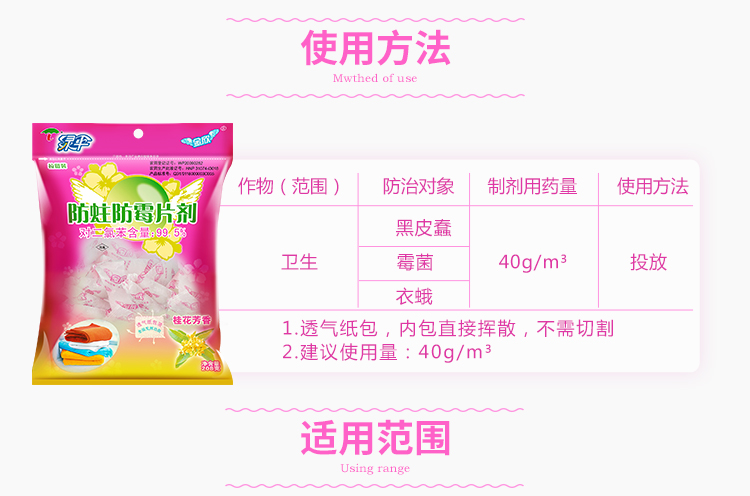 使用方法
Mwthed of use
绿伞
防蛀防霉片剂
对二氯苯含量:99.5%
桂花芳香
净含量
作物（范围） 防治对象 制剂用药量 使用方法
黑皮蠹
卫生 霉菌 40g/m³ 投放
衣蛾
1.透气纸包，内包直接挥散，不需切割
2.建议使用量：40g/m³
适用范围
Using range